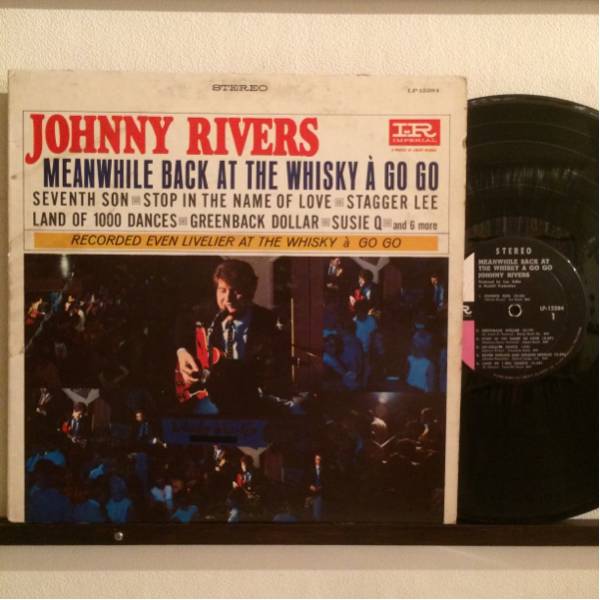 STEREO
LP-12284
JOHNNY RIVERS
IR
IMPERIAL
MEANWHILE BACK AT THE WHISKY À GO GO
SEVENTH SON STOP IN THE NAME OF LOVE STAGGER LEE
LAND OF 1000 DANCES GREENBACK DOLLAR SUSIE Q and 6 more
RECORDED EVEN LIVELIER AT THE WHISKY à GO GO
STEREO
MEANWHILE BACK AT
THE WHISKY A GO GO
JOHNNY RIVERS
LP-12284
1